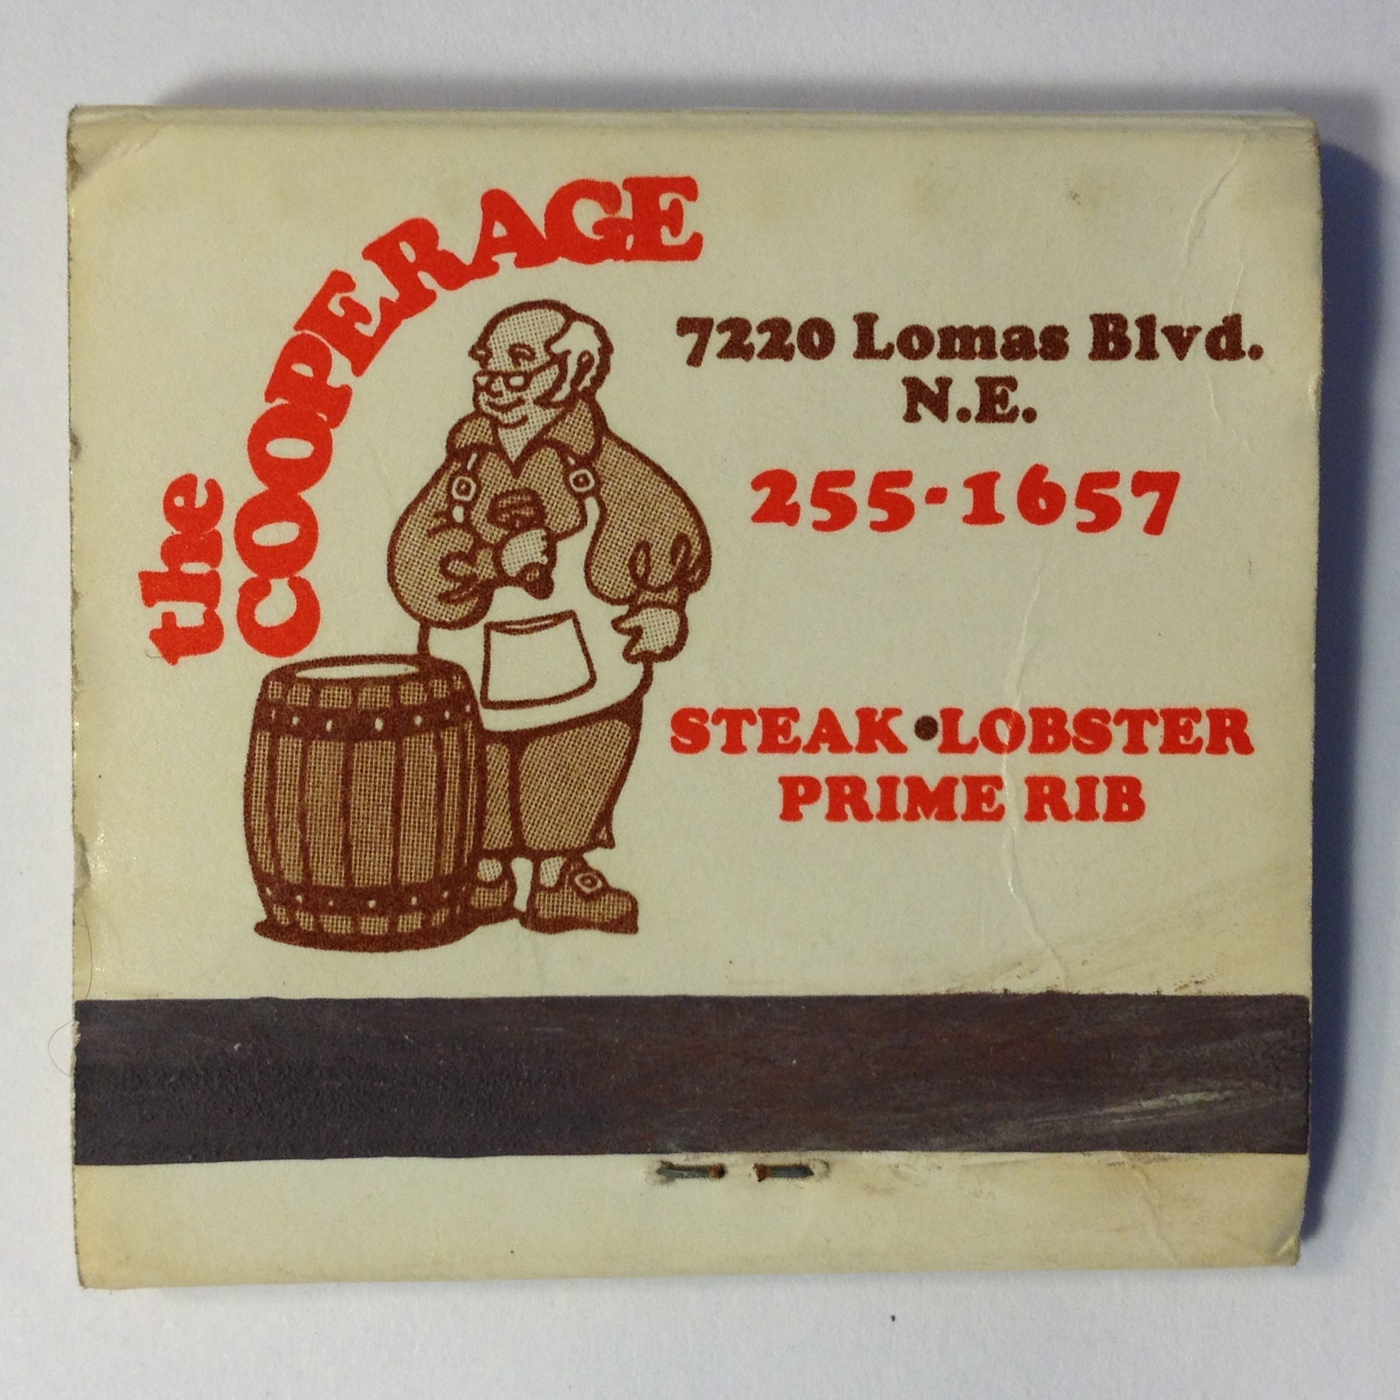 the
COOPERAGE
7220 Lomas Blvd.
N.E.
255-1657
STEAK•LOBSTER
PRIME RIB